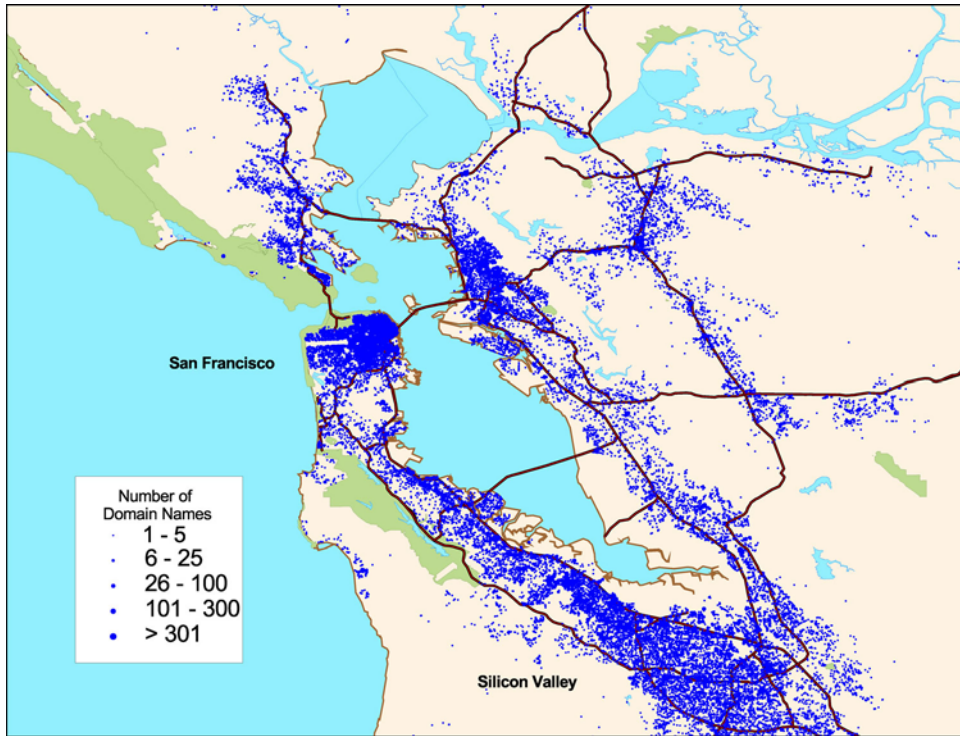 San Francisco
Number of
Domain Names
1 - 5
6 - 25
26 - 100
101 - 300
> 301
Silicon Valley